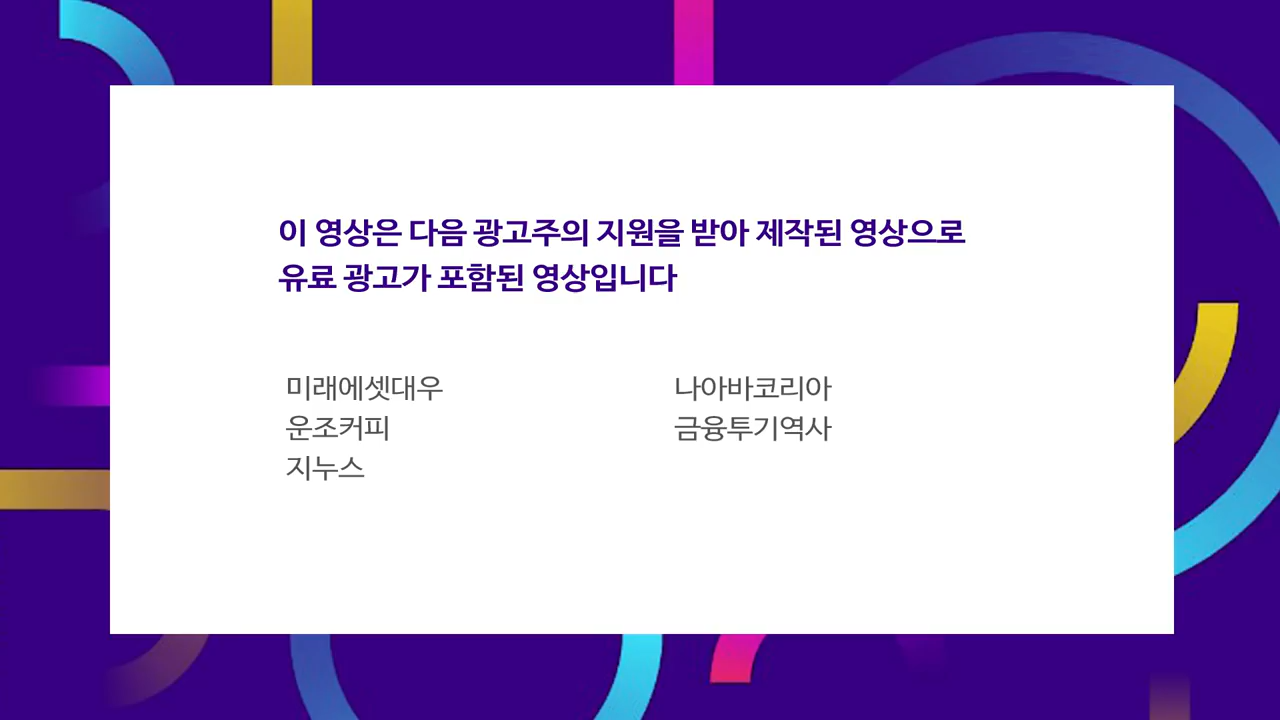 이 영상은 다음 광고주의 지원을 받아 제작된 영상으로
유료 광고가 포함된 영상입니다
미래에셋대우
운조커피
지누스
나아바코리아
금융투기역사